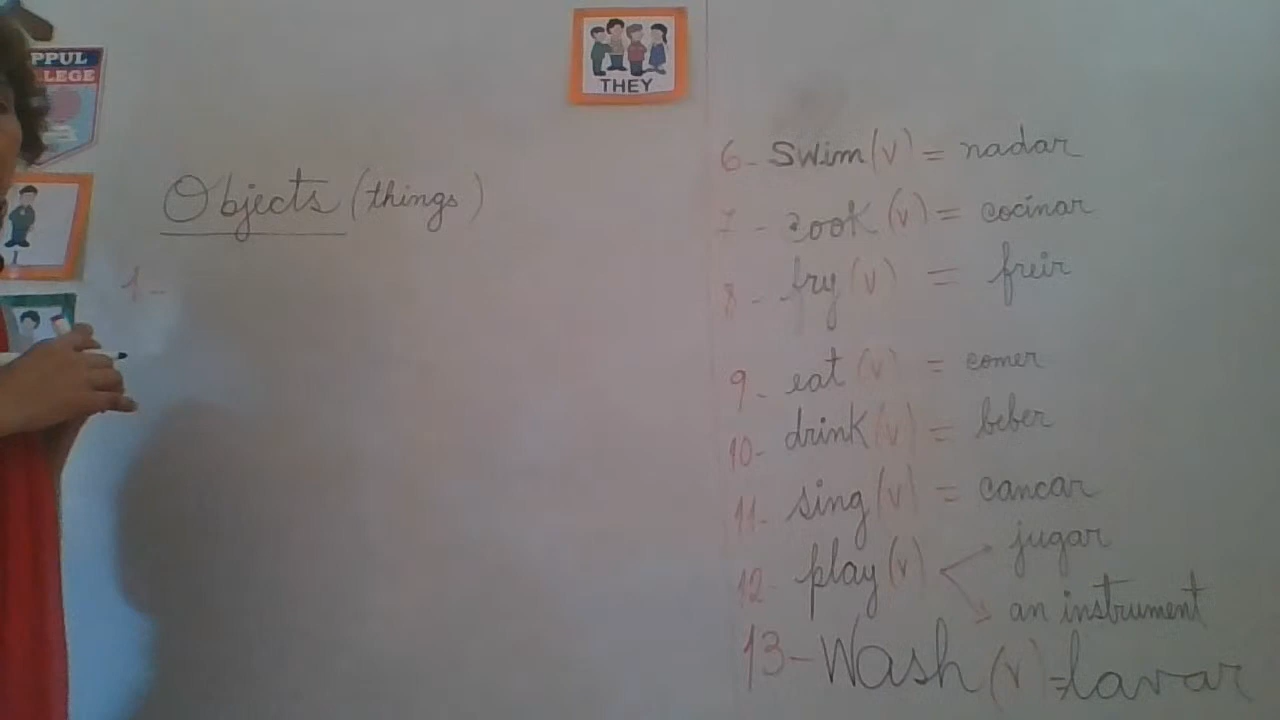 PPUL
LLEGE
THEY
I
Objects (things)
1-
6- Swim (v) = nadar
7- cook (v) = cocinar
8- fry (v) = freir
9- eat (v) = comer
10- drink (v) = beber
11- sing (v) = cancar
12- play (v)
jugar
an instrument
13- Wash (v) = lavar